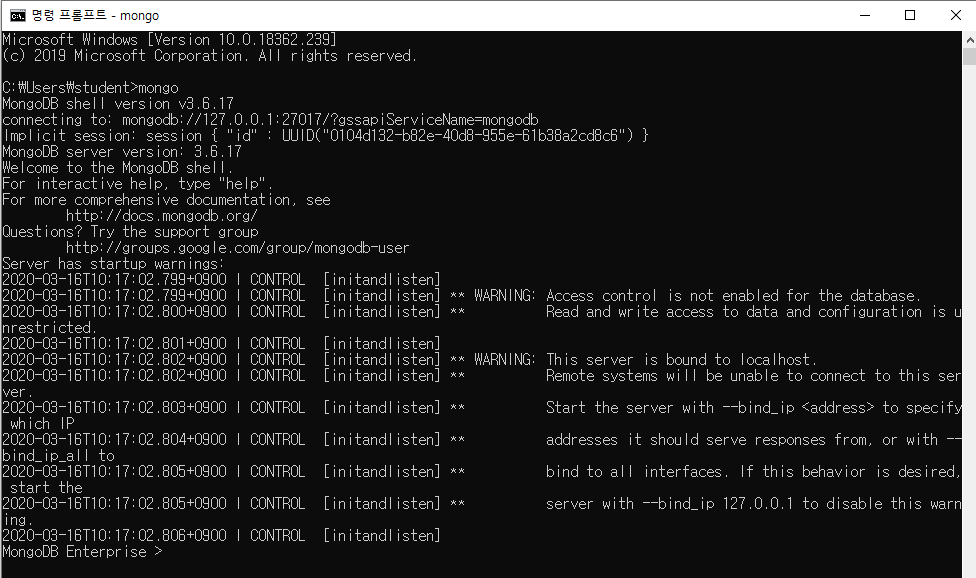 명령 프롬프트 - mongo
Microsoft Windows [Version 10.0.18362.239]
(c) 2019 Microsoft Corporation. All rights reserved.
C:₩Users₩student>mongo
MongoDB shell version v3.6.17
connecting to: mongodb://127.0.0.1:27017/?gssapiServiceName=mongodb
Implicit session: session { "id" : UUID("0104d132-b82e-40d8-955e-61b38a2cd8c6") }
MongoDB server version: 3.6.17
Welcome to the MongoDB shell.
For interactive help, type "help".
For more comprehensive documentation, see
http://docs.mongodb.org/
Questions? Try the support group
http://groups.google.com/group/mongodb-user
Server has startup warnings:
2020-03-16T10:17:02.799+0900 I CONTROL  [initandlisten]
2020-03-16T10:17:02.799+0900 I CONTROL  [initandlisten] ** WARNING: Access control is not enabled for the database.
2020-03-16T10:17:02.800+0900 I CONTROL  [initandlisten] **          Read and write access to data and configuration is u
nrestricted.
2020-03-16T10:17:02.801+0900 I CONTROL  [initandlisten]
2020-03-16T10:17:02.802+0900 I CONTROL  [initandlisten] ** WARNING: This server is bound to localhost.
2020-03-16T10:17:02.802+0900 I CONTROL  [initandlisten] **          Remote systems will be unable to connect to this ser
ver.
2020-03-16T10:17:02.803+0900 I CONTROL  [initandlisten] **          Start the server with --bind_ip <address> to specify
which IP
2020-03-16T10:17:02.804+0900 I CONTROL  [initandlisten] **          addresses it should serve responses from, or with --
bind_ip_all to
2020-03-16T10:17:02.805+0900 I CONTROL  [initandlisten] **          bind to all interfaces. If this behavior is desired,
start the
2020-03-16T10:17:02.805+0900 I CONTROL  [initandlisten] **          server with --bind_ip 127.0.0.1 to disable this warn
ing.
2020-03-16T10:17:02.806+0900 I CONTROL  [initandlisten]
MongoDB Enterprise >